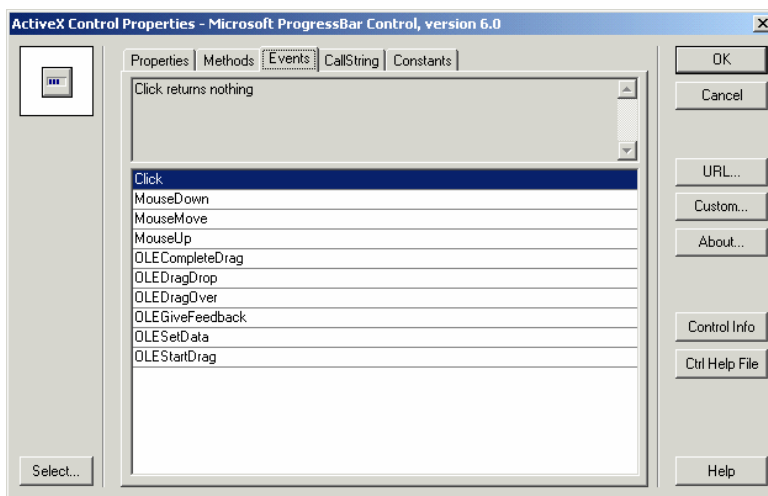 ActiveX Control Properties - Microsoft ProgressBar Control, version 6.0
Properties Methods Events CallString Constants
Click returns nothing
Click
MouseDown
MouseMove
MouseUp
OLECompleteDrag
OLEDragDrop
OLEDragOver
OLEGiveFeedback
OLESetData
OLEStartDrag
Select...
OK
Cancel
URL...
Custom...
About...
Control Info
Ctrl Help File
Help